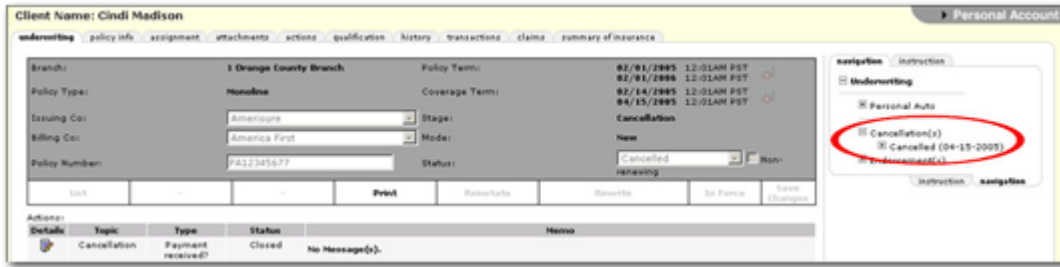 Client Name: Cindi Madison
Personal Account
underwriting policy info assignment attachments actions qualification history transactions claims summary of insurance
navigation instruction
Branch: 1 Orange County Branch Policy Term: 02/01/2005 12:01AM PST
02/01/2006 12:01AM PST
Underwriting
Policy Type: Monoline Coverage Term: 02/14/2005 12:01AM PST
04/15/2005 12:01AM PST
Personal Auto
Issuing Co: Amerisure Stage: Cancellation
Cancellation(s)
Billing Co: America First Mode: New
Cancelled (04-15-2005)
Endorsement(s)
Policy Number: PA12345677 Status: Cancelled Non-
renewing
instruction navigation
List - - Print Reinstate Rewrite In Force Save
Changes
Actions:
Details Topic Type Status Memo
Cancellation Payment
received? Closed No Message(s).